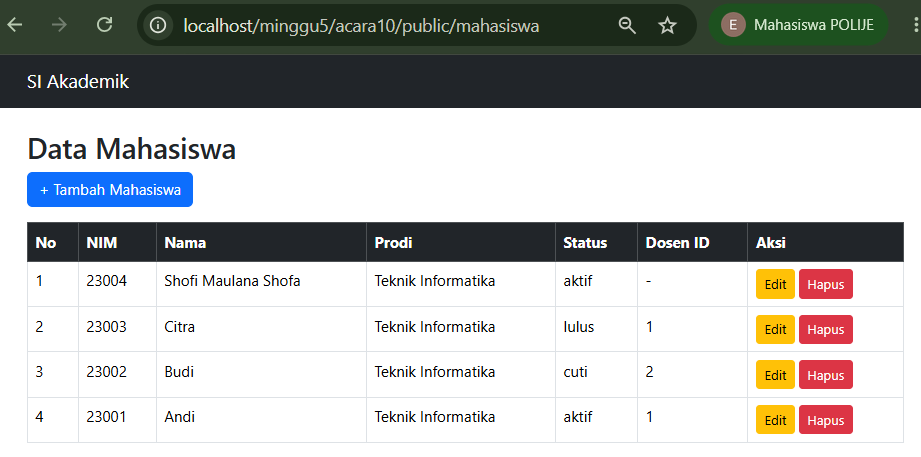 localhost/minggu5/acara10/public/mahasiswa
E Mahasiswa POLIJE
SI Akademik
Data Mahasiswa
+ Tambah Mahasiswa
No NIM Nama Prodi Status Dosen ID Aksi
1 23004 Shofi Maulana Shofa Teknik Informatika aktif - Edit Hapus
2 23003 Citra Teknik Informatika lulus 1 Edit Hapus
3 23002 Budi Teknik Informatika cuti 2 Edit Hapus
4 23001 Andi Teknik Informatika aktif 1 Edit Hapus